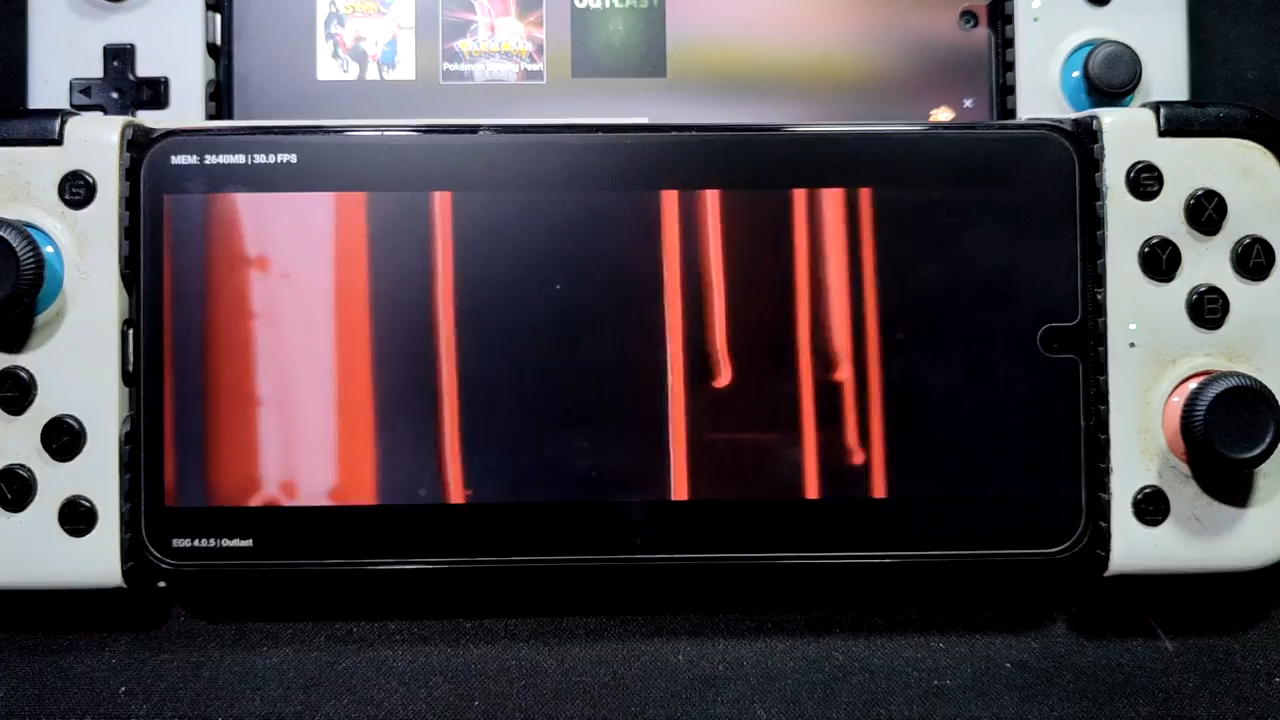 OUTLAST
Pokémon Shining Pearl
MEM: 2640MB | 30.0 FPS
EGG 4.0.5 | Outlast
S
S
X
Y
A
B